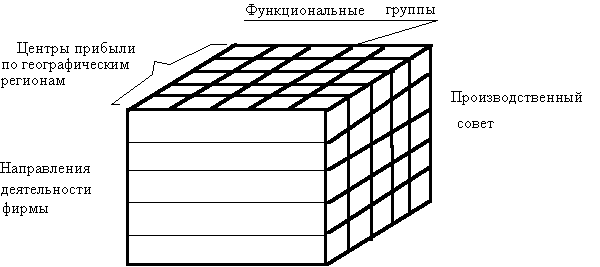 Функциональные группы
Центры прибыли
по географическим
регионам
Производственный
совет
Направления
деятельности
фирмы